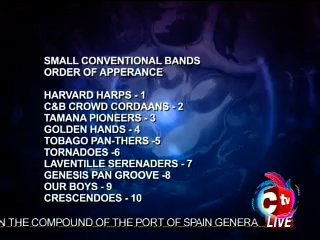 SMALL CONVENTIONAL BANDS
ORDER OF APPERANCE
HARVARD HARPS - 1
C&B CROWD CORDAANS - 2
TAMANA PIONEERS - 3
GOLDEN HANDS - 4
TOBAGO PAN-THERS -5
TORNADOES -6
LAVENTILLE SERENADERS - 7
GENESIS PAN GROOVE -8
OUR BOYS - 9
CRESCENDOES - 10
C tv
LIVE
N THE COMPOUND OF THE PORT OF SPAIN GENERA